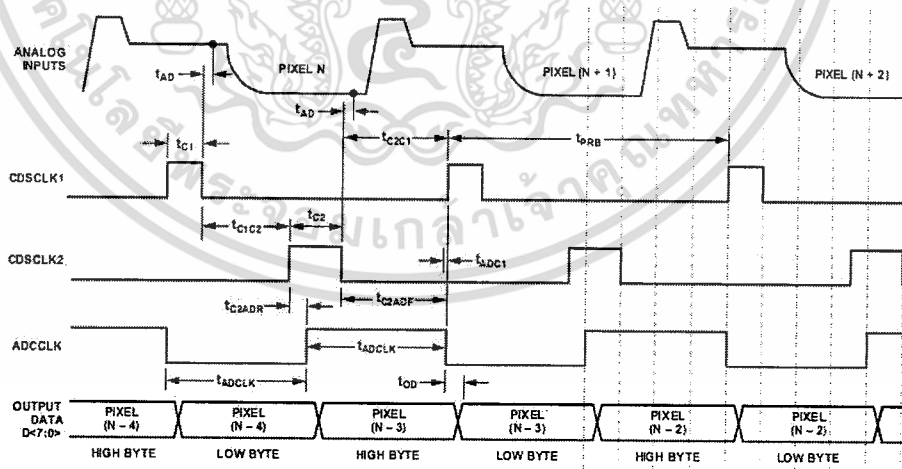 ANALOG
INPUTS
tAD
PIXEL N
PIXEL (N + 1)
PIXEL (N + 2)
tAD
tC1
tC2C1
tPRB
CDSCLK1
tC1C2
tC2
CDSCLK2
tADC1
tC2ADR
tC2ADF
ADCCLK
tADCLK
tADCLK
tOD
OUTPUT
DATA
D<7:0>
PIXEL
(N – 4)
PIXEL
(N – 4)
PIXEL
(N – 3)
PIXEL
(N – 3)
PIXEL
(N – 2)
PIXEL
(N – 2)
HIGH BYTE
LOW BYTE
HIGH BYTE
LOW BYTE
HIGH BYTE
LOW BYTE